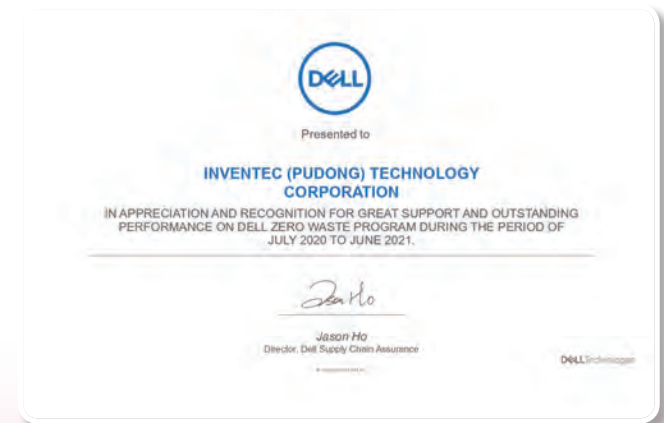 DELL
Presented to
INVENTEC (PUDONG) TECHNOLOGY
CORPORATION
IN APPRECIATION AND RECOGNITION FOR GREAT SUPPORT AND OUTSTANDING
PERFORMANCE ON DELL ZERO WASTE PROGRAM DURING THE PERIOD OF
JULY 2020 TO JUNE 2021.
Jason Ho
Jason Ho
Director, Dell Supply Chain Assurance
DELLTechnologies